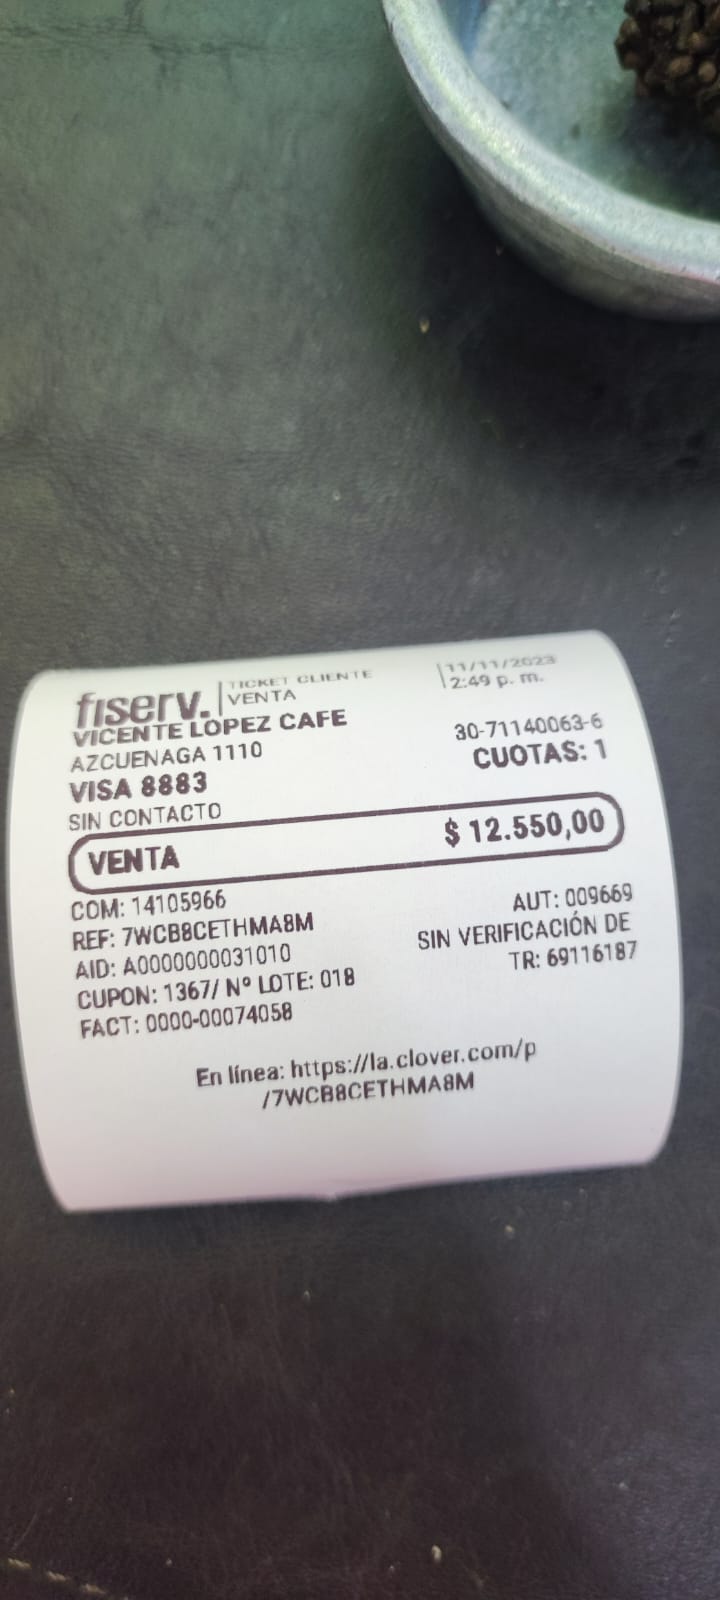 fiserv. TICKET CLIENTE 11/11/2023
VENTA 2:49 p. m.
VICENTE LOPEZ CAFE 30-71140063-6
AZCUENAGA 1110 CUOTAS: 1
VISA 8883
SIN CONTACTO
VENTA $ 12.550,00
COM: 14105966 AUT: 009669
REF: 7WCB8CETHMA8M SIN VERIFICACIÓN DE
AID: A0000000031010 TR: 69116187
CUPON: 1367/ Nº LOTE: 018
FACT: 0000-00074058
En línea: https://la.clover.com/p
/7WCB8CETHMA8M